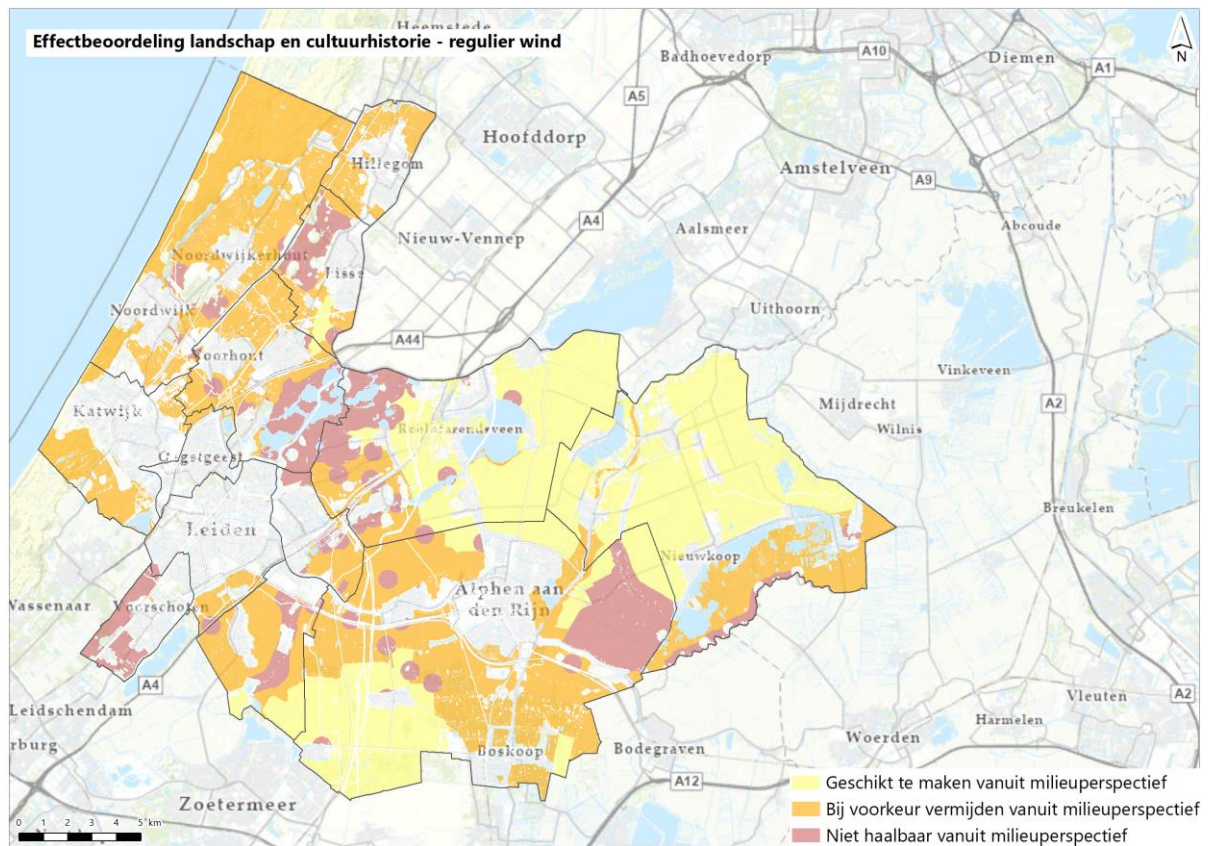 Effectbeoordeling landschap en cultuurhistorie - regulier wind
Heemstede
N
Badhoevedorp
A10
Diemen
A1
A5
Hoofddorp
Hillegom
Amstelveen
A9
A4
Abcoude
Nieuw-Vennep
Aalsmeer
Noordwijkerhout
Lisse
Uithoorn
Noordwijk
A44
Voorhout
Vinkeveen
Katwijk
Mijdrecht
A2
Roelofarendsveen
Wilnis
Oegstgeest
Leiden
Breukelen
Nieuwkoop
Alphen aan
den Rijn
Wassenaar
Voorschoten
A4
Vleuten
A2
Leidschendam
Harmelen
rburg
Woerden
Boskoop
Bodegraven
A12
Zoetermeer
Geschikt te maken vanuit milieuperspectief
Bij voorkeur vermijden vanuit milieuperspectief
Niet haalbaar vanuit milieuperspectief
0 1 2 3 4 5 km